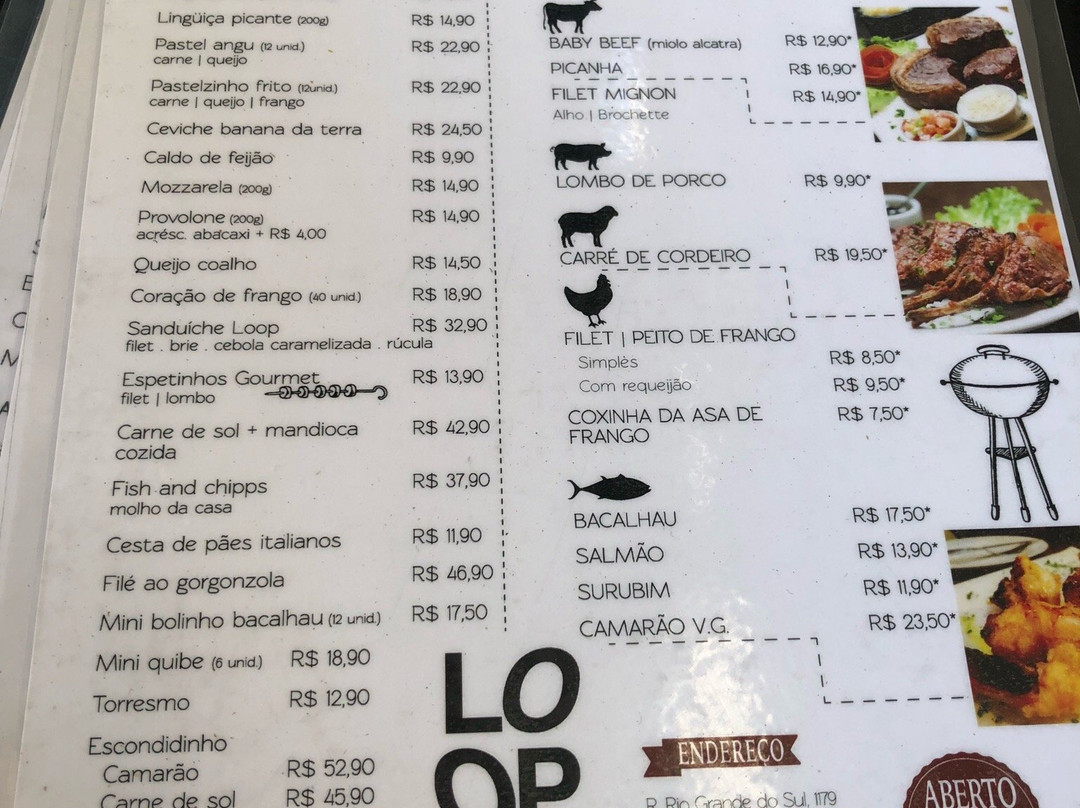 Lingüiça picante (200g) R$ 14,90
Pastel angu (12 unid.) R$ 22,90
carne | queijo
Pastelzinho frito (12unid.) R$ 22,90
carne | queijo | frango
Ceviche banana da terra R$ 24,50
Caldo de feijão R$ 9,90
Mozzarela (200g) R$ 14,90
Provolone (200g) R$ 14,90
acrésc. abacaxi + R$ 4,00
Queijo coalho R$ 14,50
Coração de frango (40 unid.) R$ 18,90
Sanduíche Loop R$ 32,90
filet . brie . cebola caramelizada . rúcula
Espetinhos Gourmet R$ 13,90
filet | lombo
Carne de sol + mandioca R$ 42,90
cozida
Fish and chipps R$ 37,90
molho da casa
Cesta de pães italianos R$ 11,90
Filé ao gorgonzola R$ 46,90
Mini bolinho bacalhau (12 unid.) R$ 17,50
Mini quibe (6 unid.) R$ 18,90
Torresmo R$ 12,90
Escondidinho
Camarão R$ 52,90
Carne de sol R$ 45,90
BABY BEEF (miolo alcatra) R$ 12,90*
PICANHA R$ 16,90*
FILET MIGNON R$ 14,90*
Alho | Brochette
LOMBO DE PORCO R$ 9,90*
CARRÉ DE CORDEIRO R$ 19,50*
FILET | PEITO DE FRANGO
Simplès R$ 8,50*
Com requeijão R$ 9,50*
COXINHA DA ASA DE R$ 7,50*
FRANGO
BACALHAU R$ 17,50*
SALMÃO R$ 13,90*
SURUBIM R$ 11,90*
CAMARÃO V.G. R$ 23,50*
LO
OP
ENDEREÇO
R. Rio Grande do Sul, 1179
ABERTO